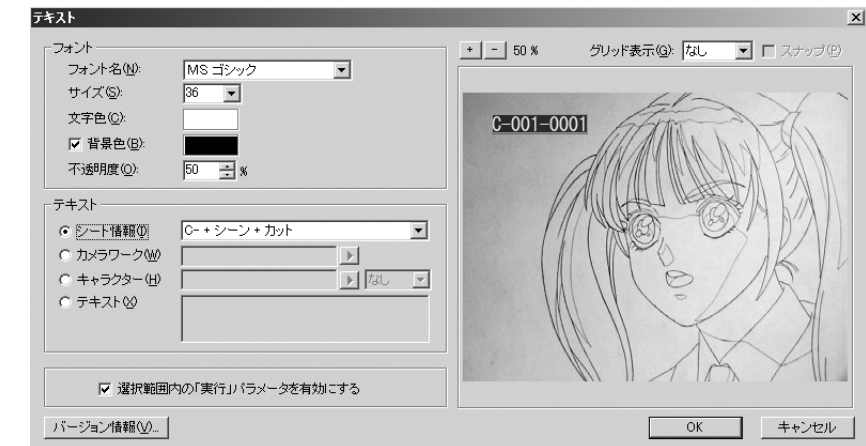 テキスト
フォント
フォント名(N):
MS ゴシック
サイズ(S):
36
文字色(C):
背景色(B):
不透明度(O):
50
%
テキスト
シート情報(I)
C- + シーン + カット
カメラワーク(W)
キャラクター(H)
なし
テキスト(X)
選択範囲内の「実行」パラメータを有効にする
バージョン情報(V)...
+ - 50 %
グリッド表示(G):
なし
スナップ(P)
C-001-0001
OK
キャンセル